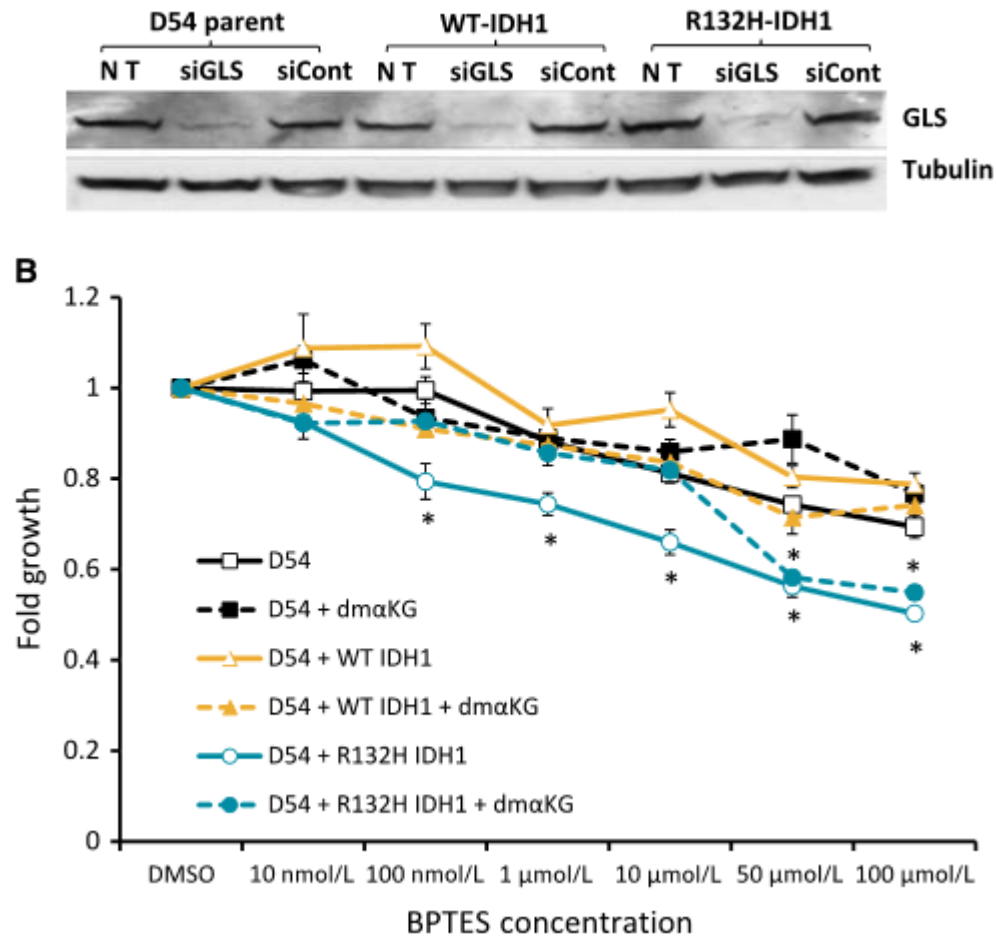 D54 parent WT-IDH1 R132H-IDH1
N T siGLS siCont N T siGLS siCont N T siGLS siCont
GLS
Tubulin
B
1.2
1
0.8
0.6
0.4
0.2
0
Fold growth
* * * * * * *
D54
D54 + dmαKG
D54 + WT IDH1
D54 + WT IDH1 + dmαKG
D54 + R132H IDH1
D54 + R132H IDH1 + dmαKG
DMSO 10 nmol/L 100 nmol/L 1 μmol/L 10 μmol/L 50 μmol/L 100 μmol/L
BPTES concentration